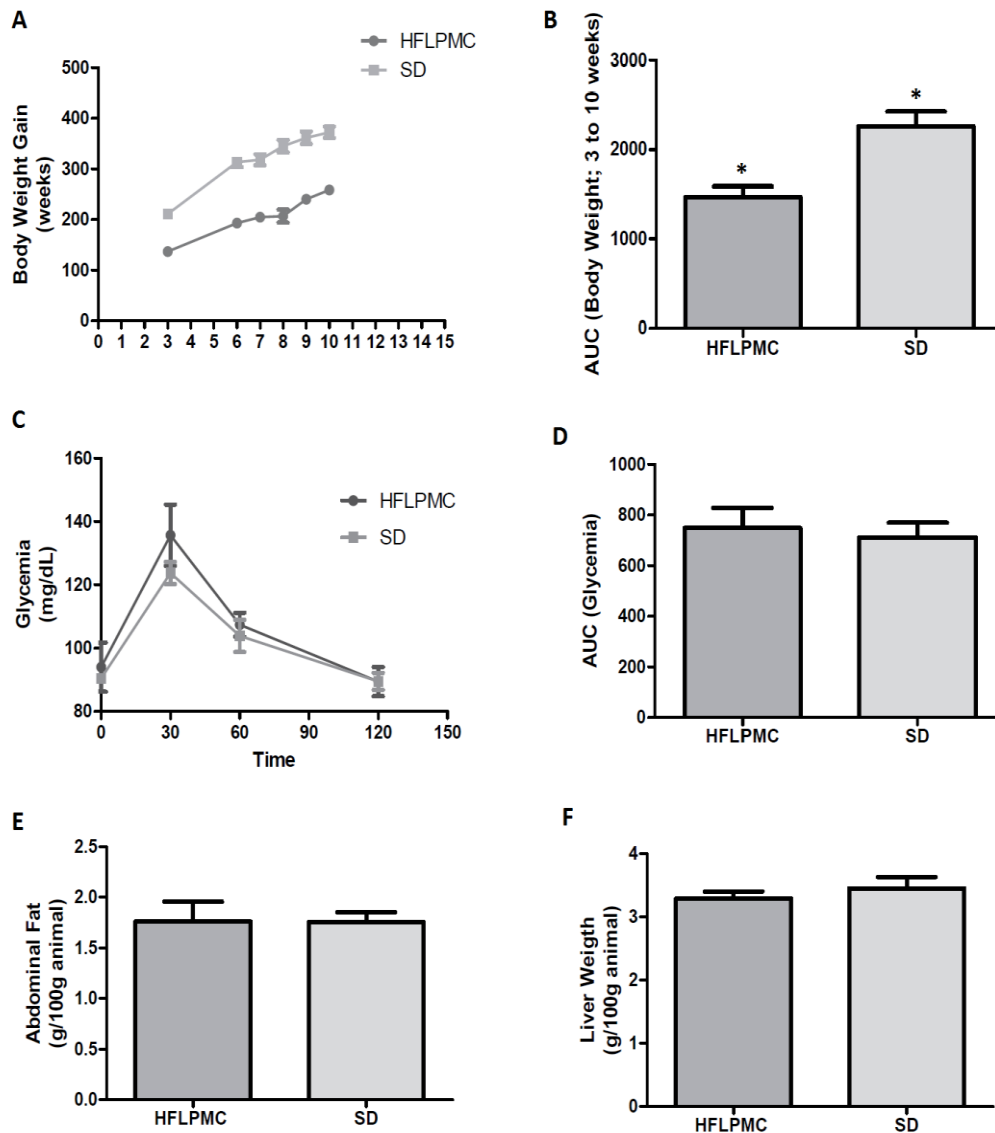 A
HFLPMC
SD
Body Weight Gain
(weeks)
500
400
300
200
100
0
0 1 2 3 4 5 6 7 8 9 10 11 12 13 14 15
B
AUC (Body Weight; 3 to 10 weeks)
3000
2000
1000
0
*
*
HFLPMC SD
C
HFLPMC
SD
Glycemia
(mg/dL)
160
140
120
100
80
0 30 60 90 120 150
Time
D
AUC (Glycemia)
1000
800
600
400
200
0
HFLPMC SD
E
Abdominal Fat
(g/100g animal)
2.5
2.0
1.5
1.0
0.5
0.0
HFLPMC SD
F
Liver Weigth
(g/100g animal)
4
3
2
1
0
HFLPMC SD